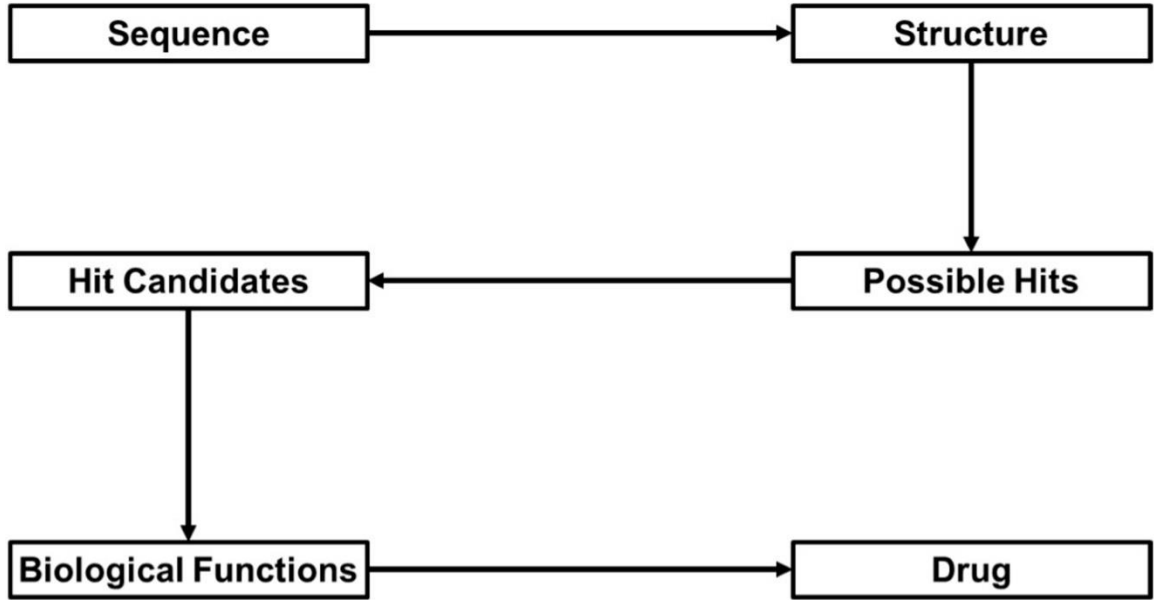 Sequence
Structure
Hit Candidates
Possible Hits
Biological Functions
Drug